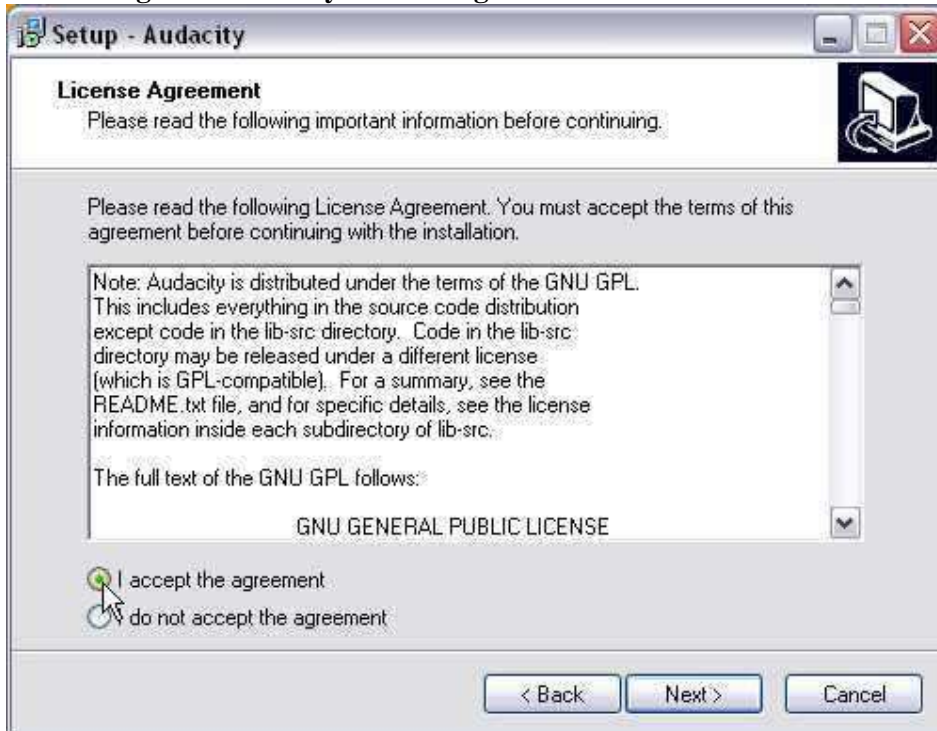 Setup - Audacity
License Agreement
Please read the following important information before continuing.
Please read the following License Agreement. You must accept the terms of this
agreement before continuing with the installation.
Note: Audacity is distributed under the terms of the GNU GPL.
This includes everything in the source code distribution
except code in the lib-src directory. Code in the lib-src
directory may be released under a different license
(which is GPL-compatible). For a summary, see the
README.txt file, and for specific details, see the license
information inside each subdirectory of lib-src.
The full text of the GNU GPL follows:
GNU GENERAL PUBLIC LICENSE
I accept the agreement
I do not accept the agreement
< Back
Next >
Cancel